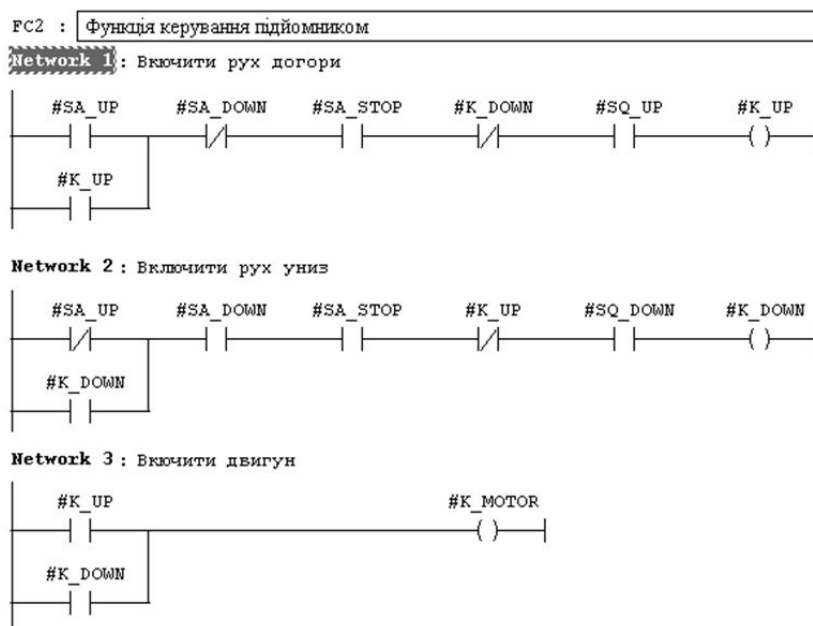 FC2 : Функція керування підйомником
Network 1: Вкючити рух догори
#SA_UP #SA_DOWN #SA_STOP #K_DOWN #SQ_UP #K_UP
#K_UP
Network 2: Включити рух униз
#SA_UP #SA_DOWN #SA_STOP #K_UP #SQ_DOWN #K_DOWN
#K_DOWN
Network 3: Вкючити двигун
#K_UP #K_MOTOR
#K_DOWN